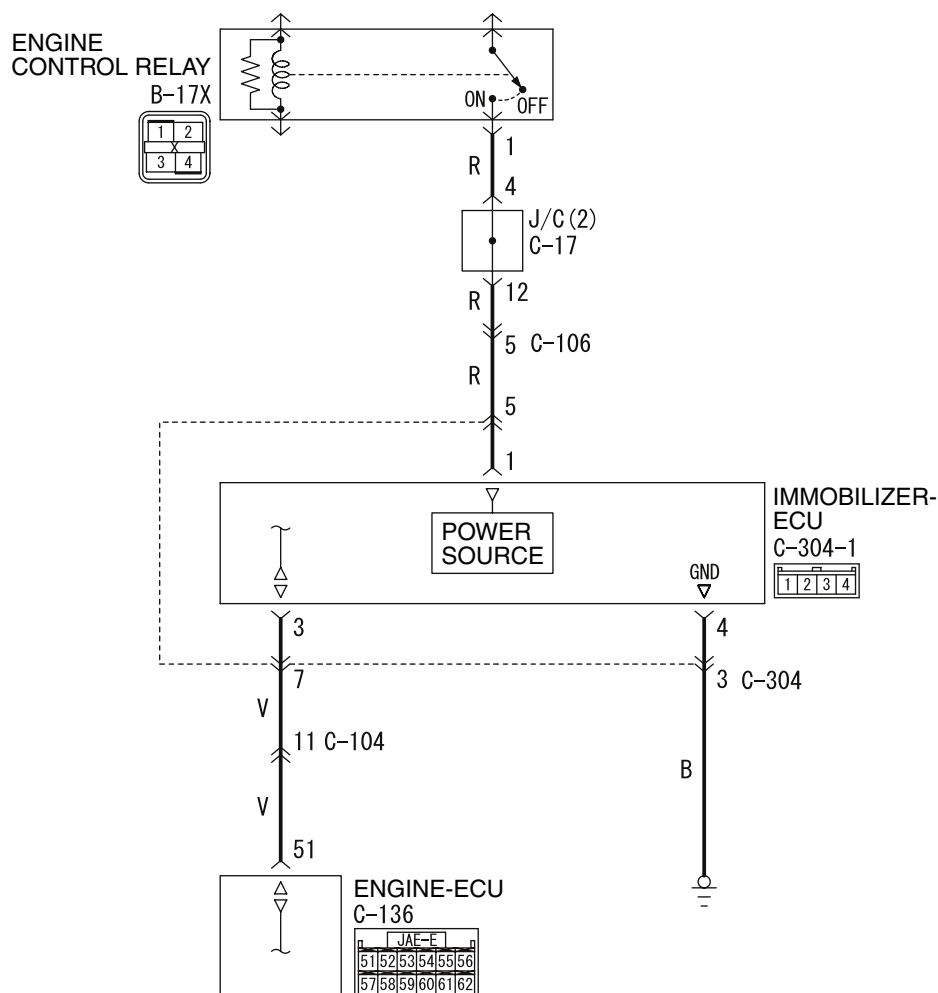 ENGINE
CONTROL RELAY
B-17X
1 2
X
3 4
ON
OFF
1
R
4
J/C(2)
C-17
12
R
5 C-106
R
5
1
IMMOBILIZER-
ECU
C-304-1
1 2 3 4
POWER
SOURCE
GND
3
4
7
3 C-304
V
11 C-104
B
V
51
ENGINE-ECU
C-136
JAE-E
51 52 53 54 55 56
57 58 59 60 61 62